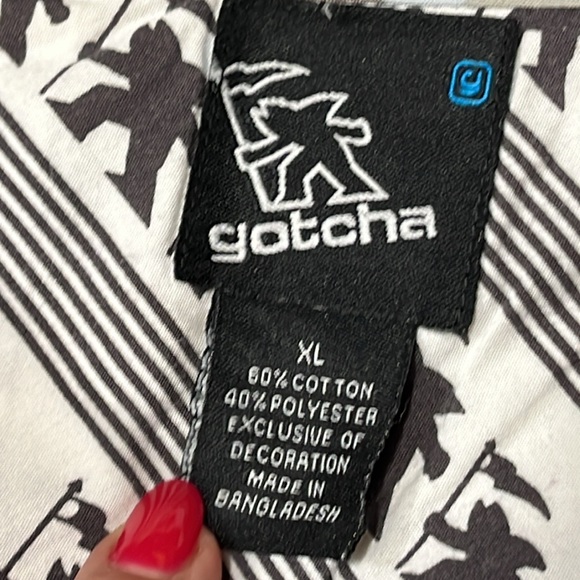 gotcha
XL
60% COTTON
40% POLYESTER
EXCLUSIVE OF
DECORATION
MADE IN
BANGLADESH